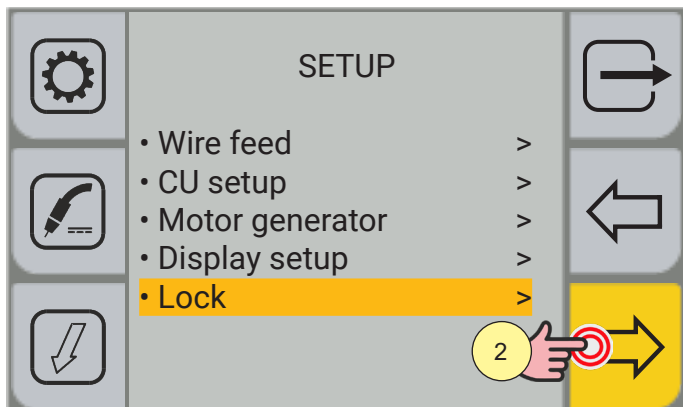 SETUP
• Wire feed >
• CU setup >
• Motor generator >
• Display setup >
• Lock >
2